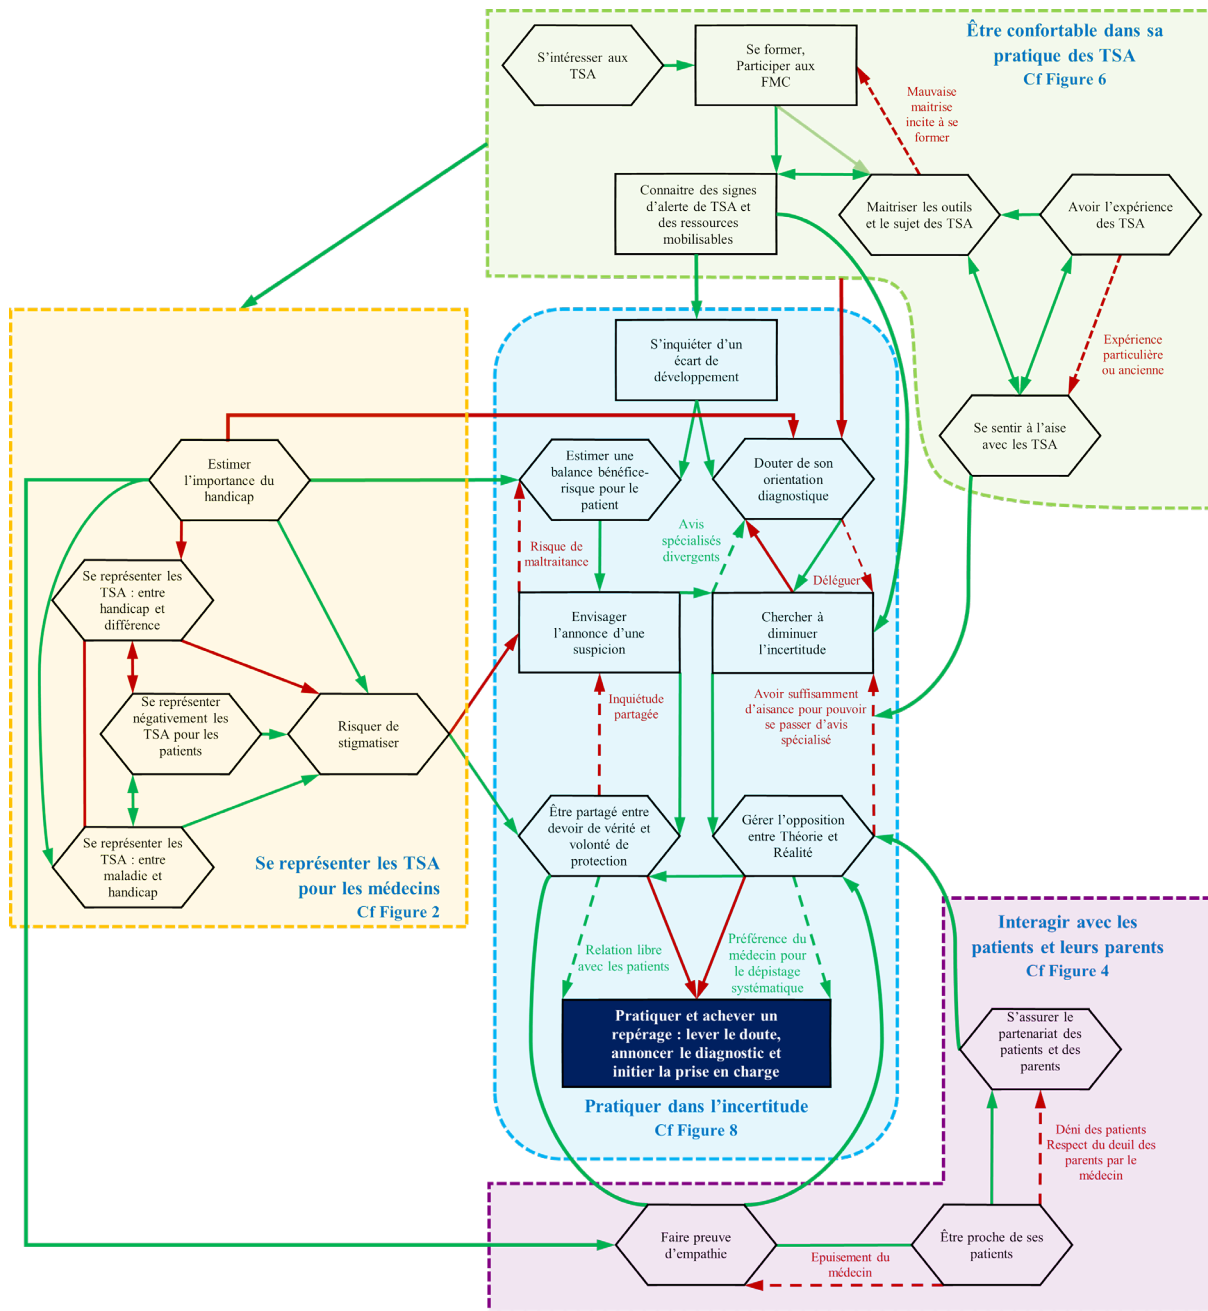 Être confortable dans sa
pratique des TSA
Cf Figure 6
S’intéresser aux
TSA
Se former,
Participer aux
FMC
Mauvaise
maitrise
incite à se
former
Connaitre des signes
d’alerte de TSA et
des ressources
mobilisables
Maitriser les outils
et le sujet des TSA
Avoir l’expérience
des TSA
Expérience
particulière
ou ancienne
Se sentir à l’aise
avec les TSA
S’inquiéter d’un
écart de
développement
Estimer
l’importance du
handicap
Estimer une
balance bénéfice-
risque pour le
patient
Douter de son
orientation
diagnostique
Avis
spécialisés
divergents
Risque de
maltraitance
Déléguer
Se représenter les
TSA : entre
handicap et
différence
Envisager
l’annonce d’une
suspicion
Chercher à
diminuer
l’incertitude
Se représenter
négativement les
TSA pour les
patients
Risquer de
stigmatiser
Inquiétude
partagée
Avoir suffisamment
d’aisance pour pouvoir
se passer d’avis
spécialisé
Se représenter les
TSA : entre
maladie et
handicap
Se représenter les TSA
pour les médecins
Cf Figure 2
Être partagé entre
devoir de vérité et
volonté de
protection
Gérer l’opposition
entre Théorie et
Réalité
Relation libre
avec les patients
Préférence du
médecin pour
le dépistage
systématique
Pratiquer et achever un
repérage : lever le doute,
annoncer le diagnostic et
initier la prise en charge
Pratiquer dans l’incertitude
Cf Figure 8
Interagir avec les
patients et leurs parents
Cf Figure 4
S’assurer le
partenariat des
patients et des
parents
Déni des patients
Respect du deuil des
parents par le
médecin
Faire preuve
d’empathie
Epuisement du
médecin
Être proche de ses
patients